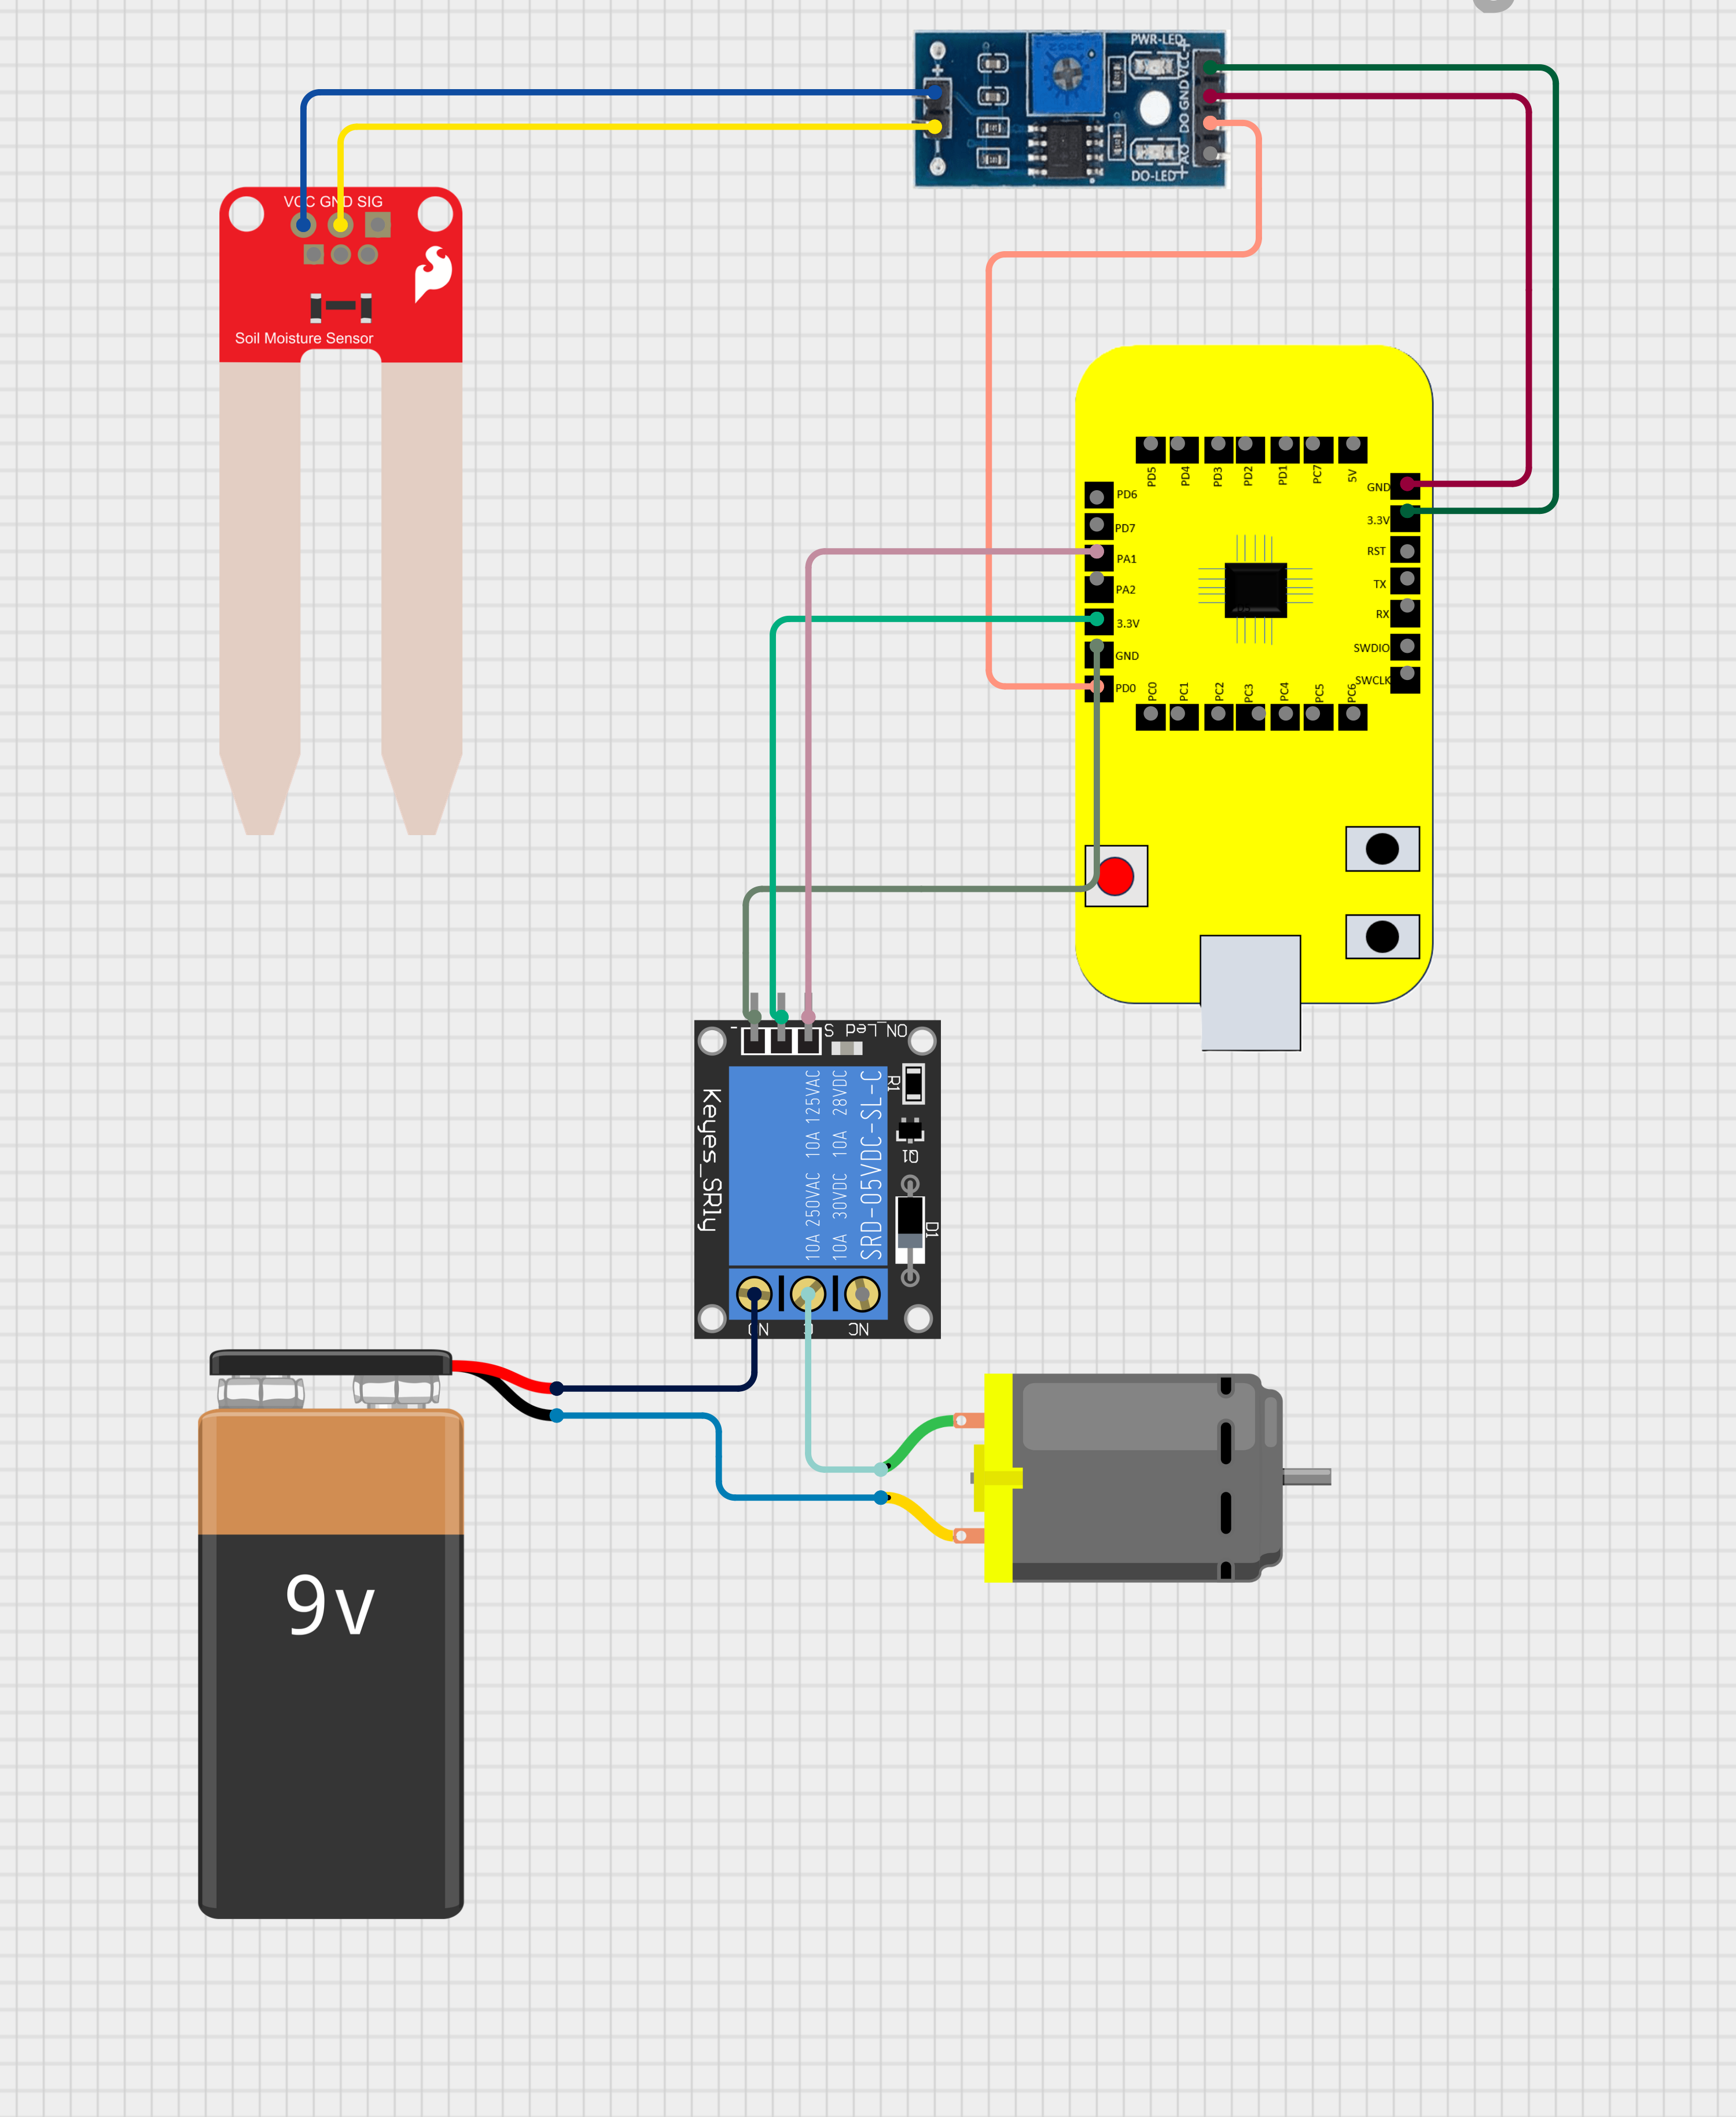 PWR-LED
VCC
GND
DO
AO
DO-LED
VCC GND SIG
Soil Moisture Sensor
PD5
PD4
PD3
PD2
PD1
PC7
5V
PD6
PD7
PA1
PA2
3.3V
GND
PD0
GND
3.3V
RST
TX
RX
SWDIO
SWCLK
PC0
PC1
PC2
PC3
PC4
PC5
PC6
- S ON_Led
Keyes_SRly
10A 250VAC 10A 125VAC
10A 30VDC 10A 28VDC
SRD-05VDC-SL-C
R1
Q1
D1
NO
NC
9v